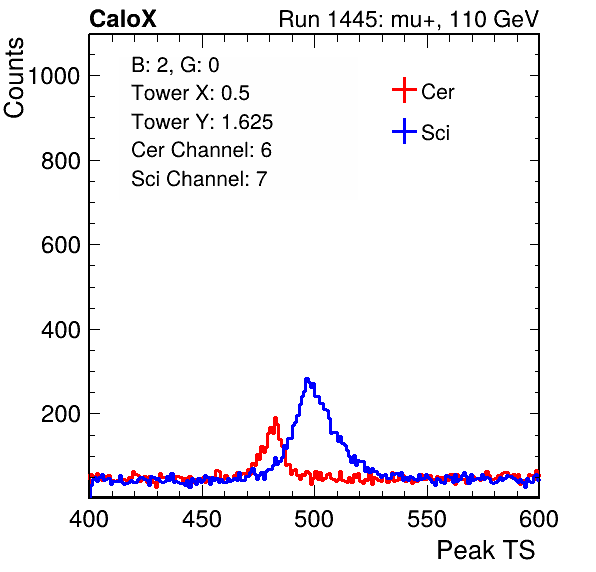 CaloX Run 1445: mu+, 110 GeV
B: 2, G: 0
Tower X: 0.5
Tower Y: 1.625
Cer Channel: 6
Sci Channel: 7
Cer
Sci
Counts
1000
800
600
400
200
400 450 500 550 600
Peak TS